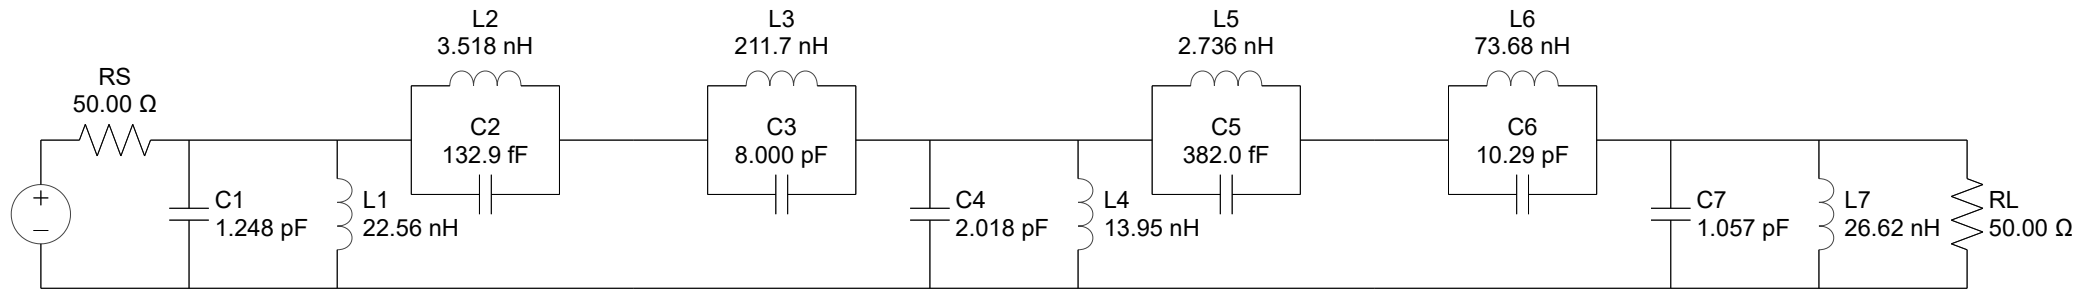 RS
50.00 Ω
+
−
C1
1.248 pF
L1
22.56 nH
L2
3.518 nH
C2
132.9 fF
L3
211.7 nH
C3
8.000 pF
C4
2.018 pF
L4
13.95 nH
L5
2.736 nH
C5
382.0 fF
L6
73.68 nH
C6
10.29 pF
C7
1.057 pF
L7
26.62 nH
RL
50.00 Ω